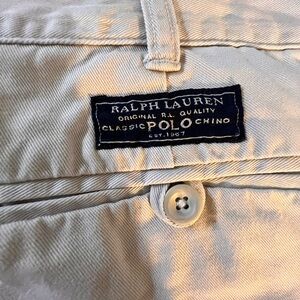 RALPH LAUREN
ORIGINAL R.L. QUALITY
CLASSIC POLO CHINO
EST. 1967